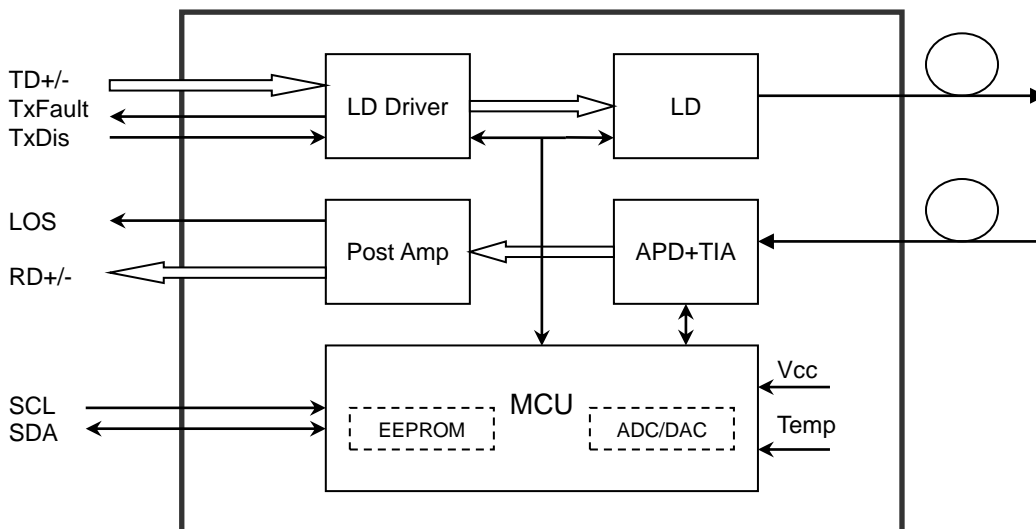 TD+/-
TxFault
TxDis
LD Driver
LD
LOS
RD+/-
Post Amp
APD+TIA
SCL
SDA
MCU
EEPROM
ADC/DAC
Vcc
Temp